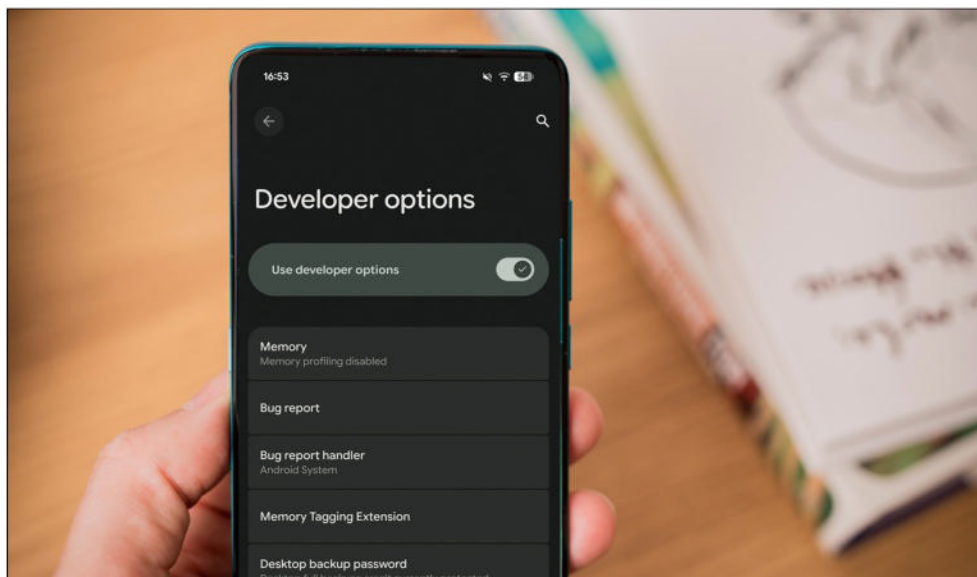 16:53
58
Developer options
Use developer options
Memory
Memory profiling disabled
Bug report
Bug report handler
Android System
Memory Tagging Extension
Desktop backup password